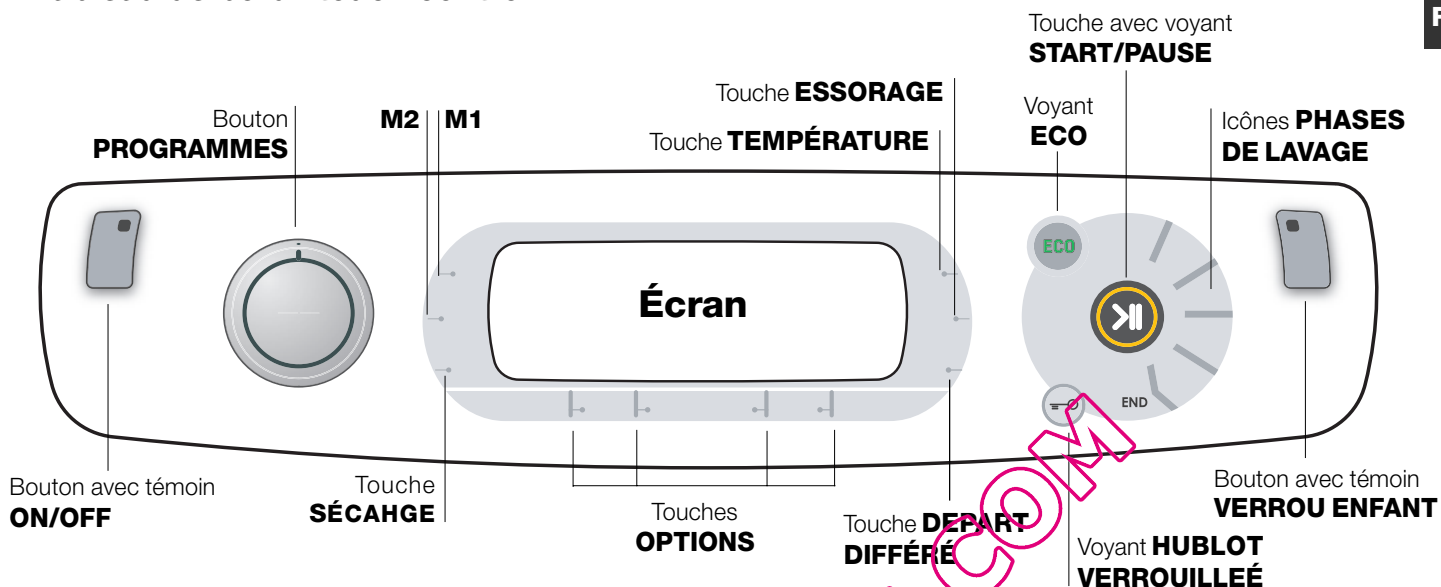 Touche avec voyant
START/PAUSE
Touche ESSORAGE
Voyant
ECO
Bouton
PROGRAMMES
M2 M1
Touche TEMPÉRATURE
Icônes PHASES
DE LAVAGE
ECO
Écran
END
Bouton avec témoin
ON/OFF
Touche
SÉCAHGE
Touches
OPTIONS
Touche DEPART
DIFFÉRÉ
Bouton avec témoin
VERROU ENFANT
Voyant HUBLOT
VERROUILLEÉ
COM